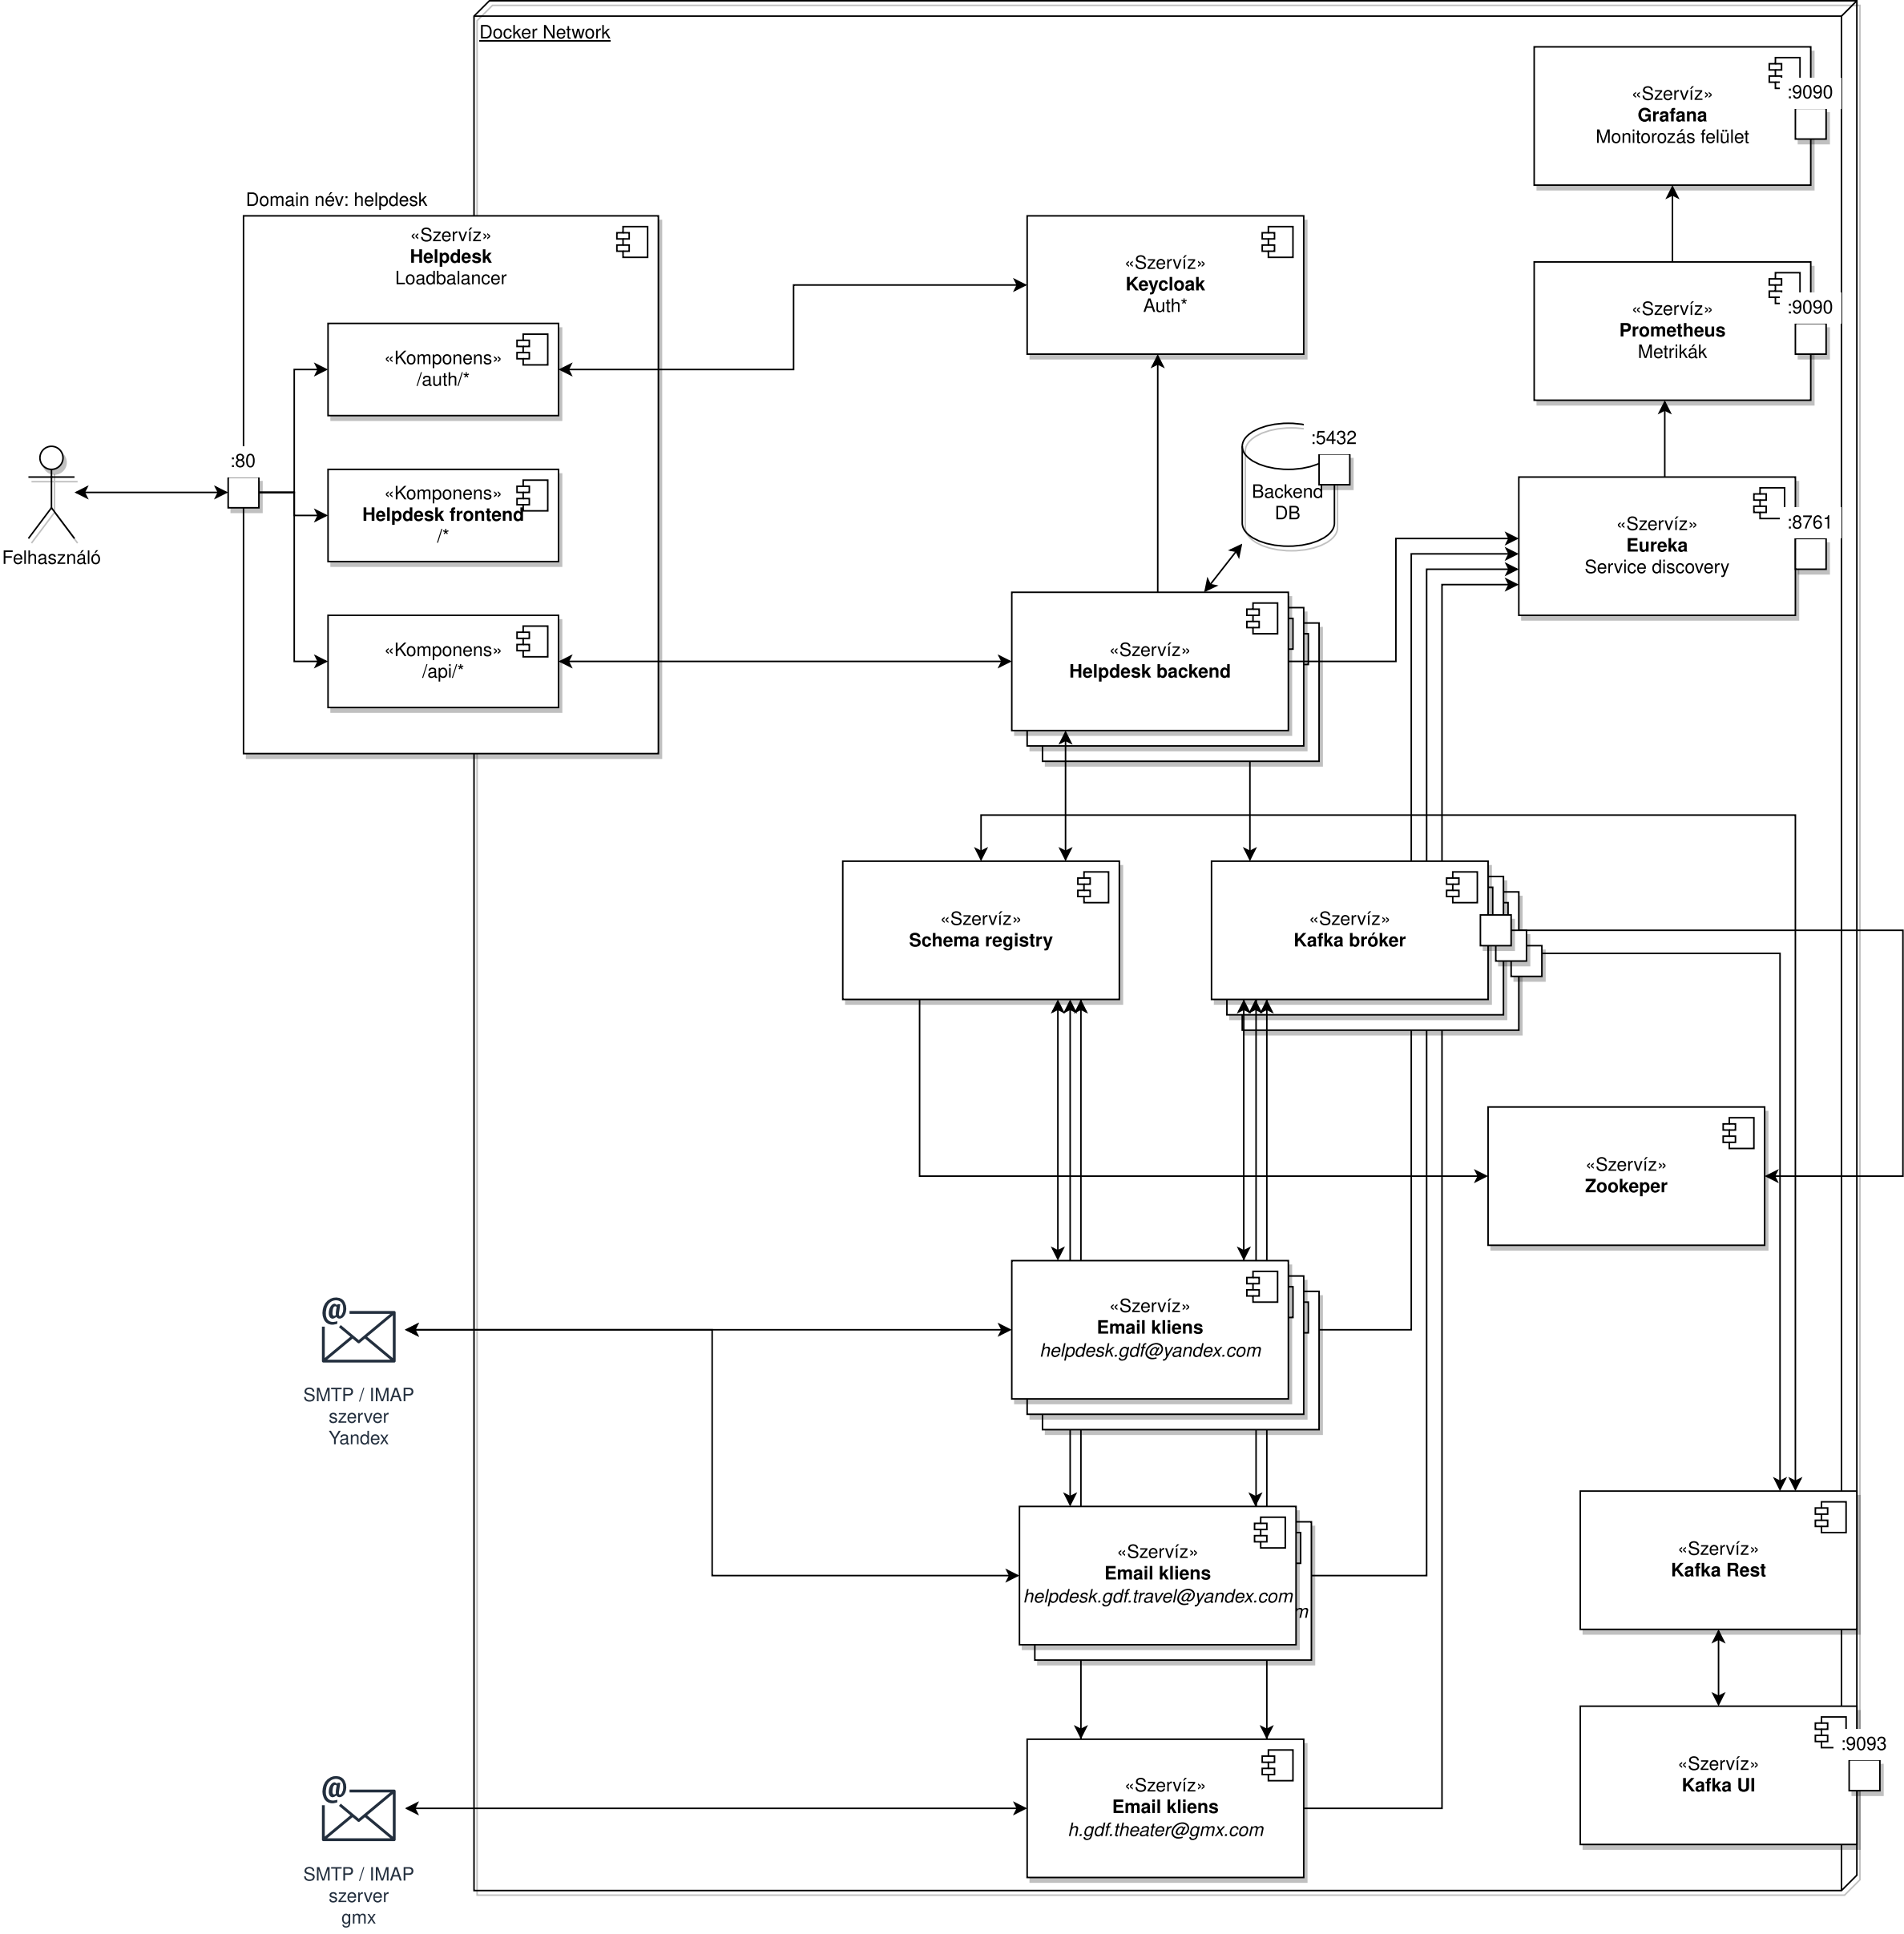 Docker Network
«Szervíz»
Grafana
Monitorozás felület
:9090
Domain név: helpdesk
«Szervíz»
Helpdesk
Loadbalancer
«Szervíz»
Keycloak
Auth*
«Szervíz»
Prometheus
Metrikák
:9090
«Komponens»
/auth/*
:80
Felhasználó
«Komponens»
Helpdesk frontend
/*
:5432
Backend
DB
«Szervíz»
Eureka
Service discovery
:8761
«Komponens»
/api/*
«Szervíz»
Helpdesk backend
«Szervíz»
Schema registry
«Szervíz»
Kafka bróker
«Szervíz»
Zookeper
SMTP / IMAP
szerver
Yandex
«Szervíz»
Email kliens
helpdesk.gdf@yandex.com
«Szervíz»
Email kliens
helpdesk.gdf.travel@yandex.com
m
«Szervíz»
Kafka Rest
«Szervíz»
Kafka UI
:9093
«Szervíz»
Email kliens
h.gdf.theater@gmx.com
SMTP / IMAP
szerver
gmx